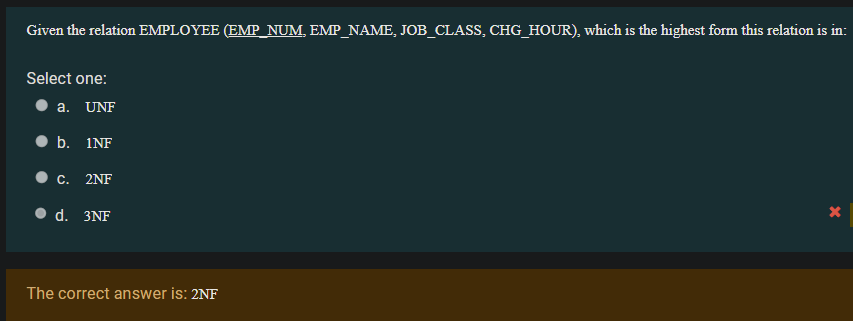 Given the relation EMPLOYEE (EMP_NUM, EMP_NAME, JOB_CLASS, CHG_HOUR), which is the highest form this relation is in:
Select one:
a. UNF
b. 1NF
c. 2NF
d. 3NF
The correct answer is: 2NF